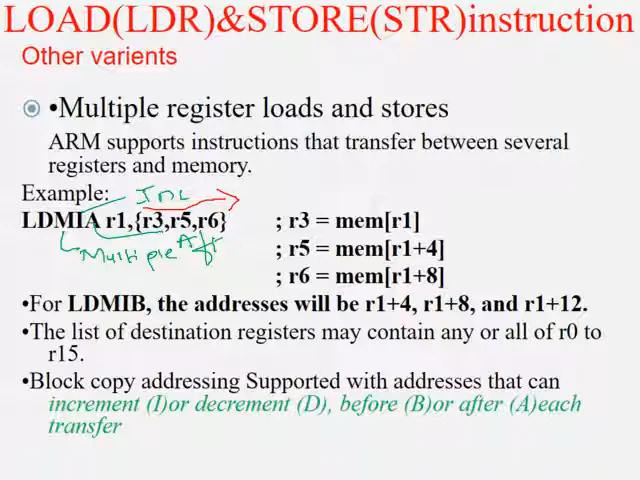 LOAD(LDR)&STORE(STR)instruction
Other varients
•Multiple register loads and stores
ARM supports instructions that transfer between several
registers and memory.
Example: Inc
LDMIA r1,{r3,r5,r6} ; r3 = mem[r1]
Multiple Aft ; r5 = mem[r1+4]
; r6 = mem[r1+8]
•For LDMIB, the addresses will be r1+4, r1+8, and r1+12.
•The list of destination registers may contain any or all of r0 to
r15.
•Block copy addressing Supported with addresses that can
increment (I)or decrement (D), before (B)or after (A)each
transfer